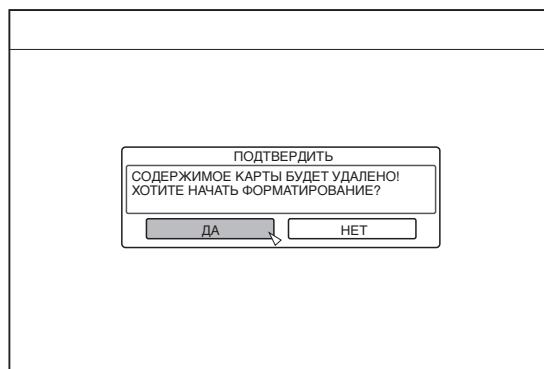 ПОДТВЕРДИТЬ
СОДЕРЖИМОЕ КАРТЫ БУДЕТ УДАЛЕНО!
ХОТИТЕ НАЧАТЬ ФОРМАТИРОВАНИЕ?
ДА
НЕТ